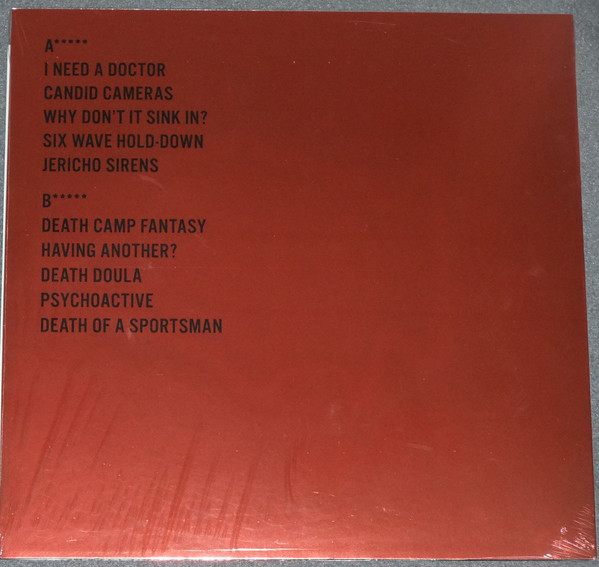 A*****
I NEED A DOCTOR
CANDID CAMERAS
WHY DON'T IT SINK IN?
SIX WAVE HOLD-DOWN
JERICHO SIRENS
B*****
DEATH CAMP FANTASY
HAVING ANOTHER?
DEATH DOULA
PSYCHOACTIVE
DEATH OF A SPORTSMAN